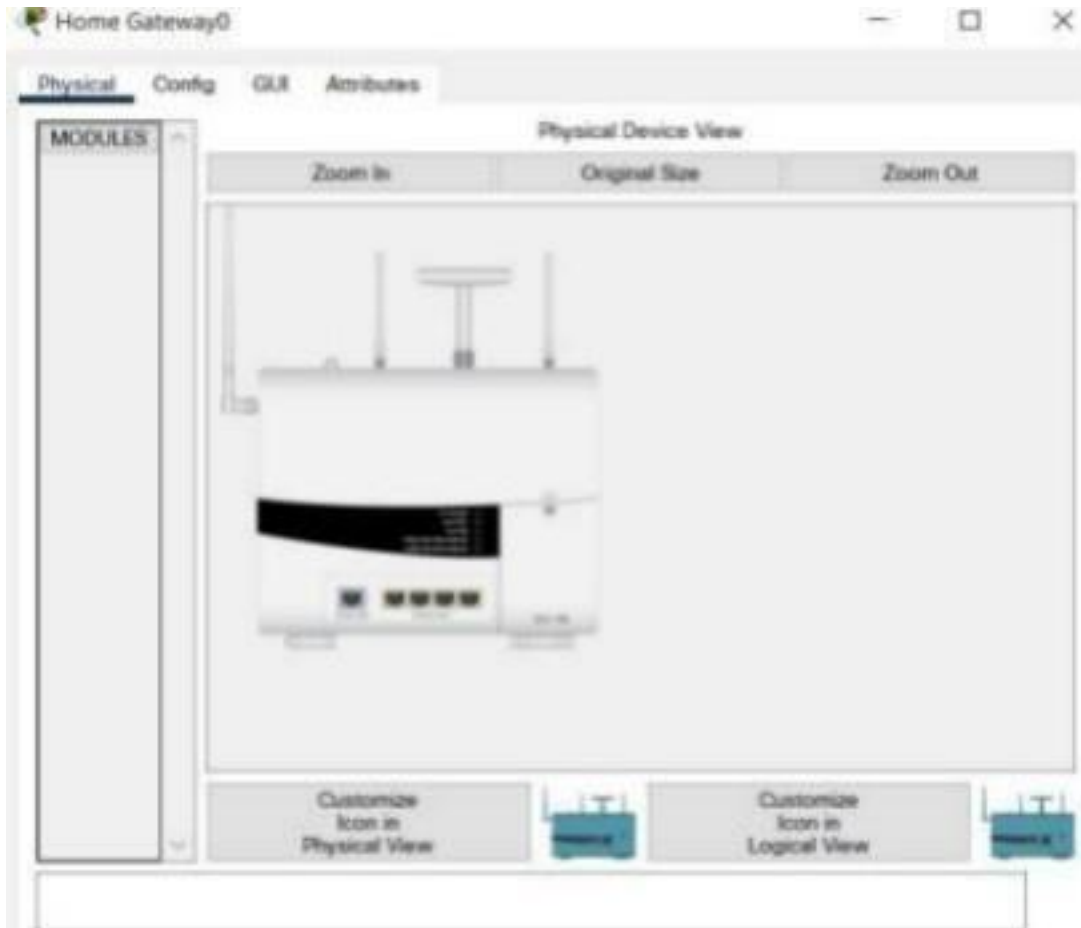 Home Gateway0
Physical Config GUI Attributes
MODULES
Physical Device View
Zoom In Original Size Zoom Out
Customize
Icon in
Physical View
Customize
Icon in
Logical View